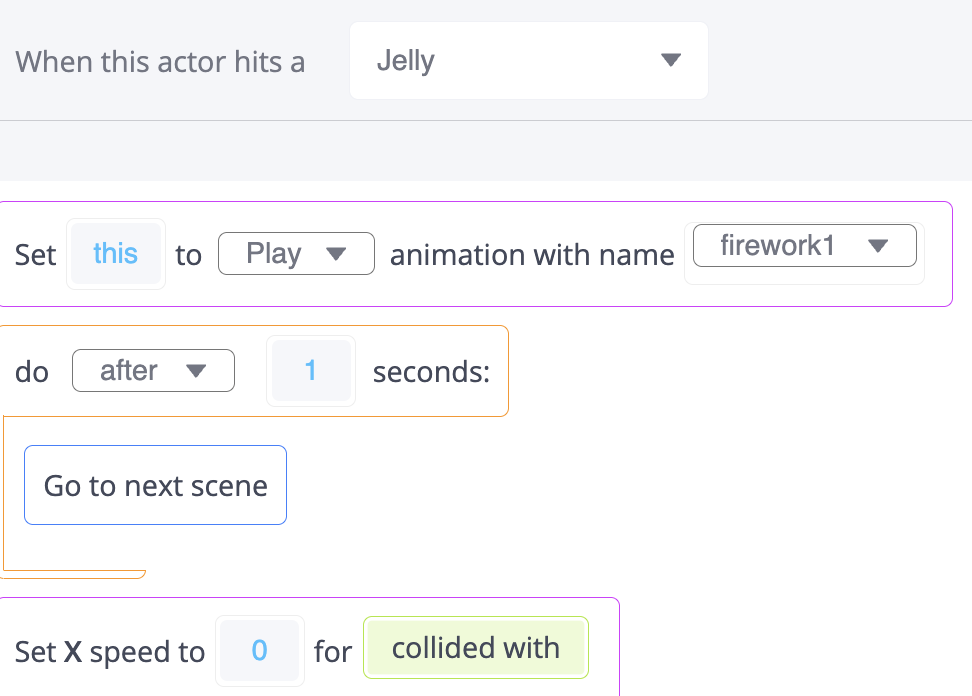 When this actor hits a Jelly
Set this to Play animation with name firework1
do after 1 seconds:
Go to next scene
Set X speed to 0 for collided with